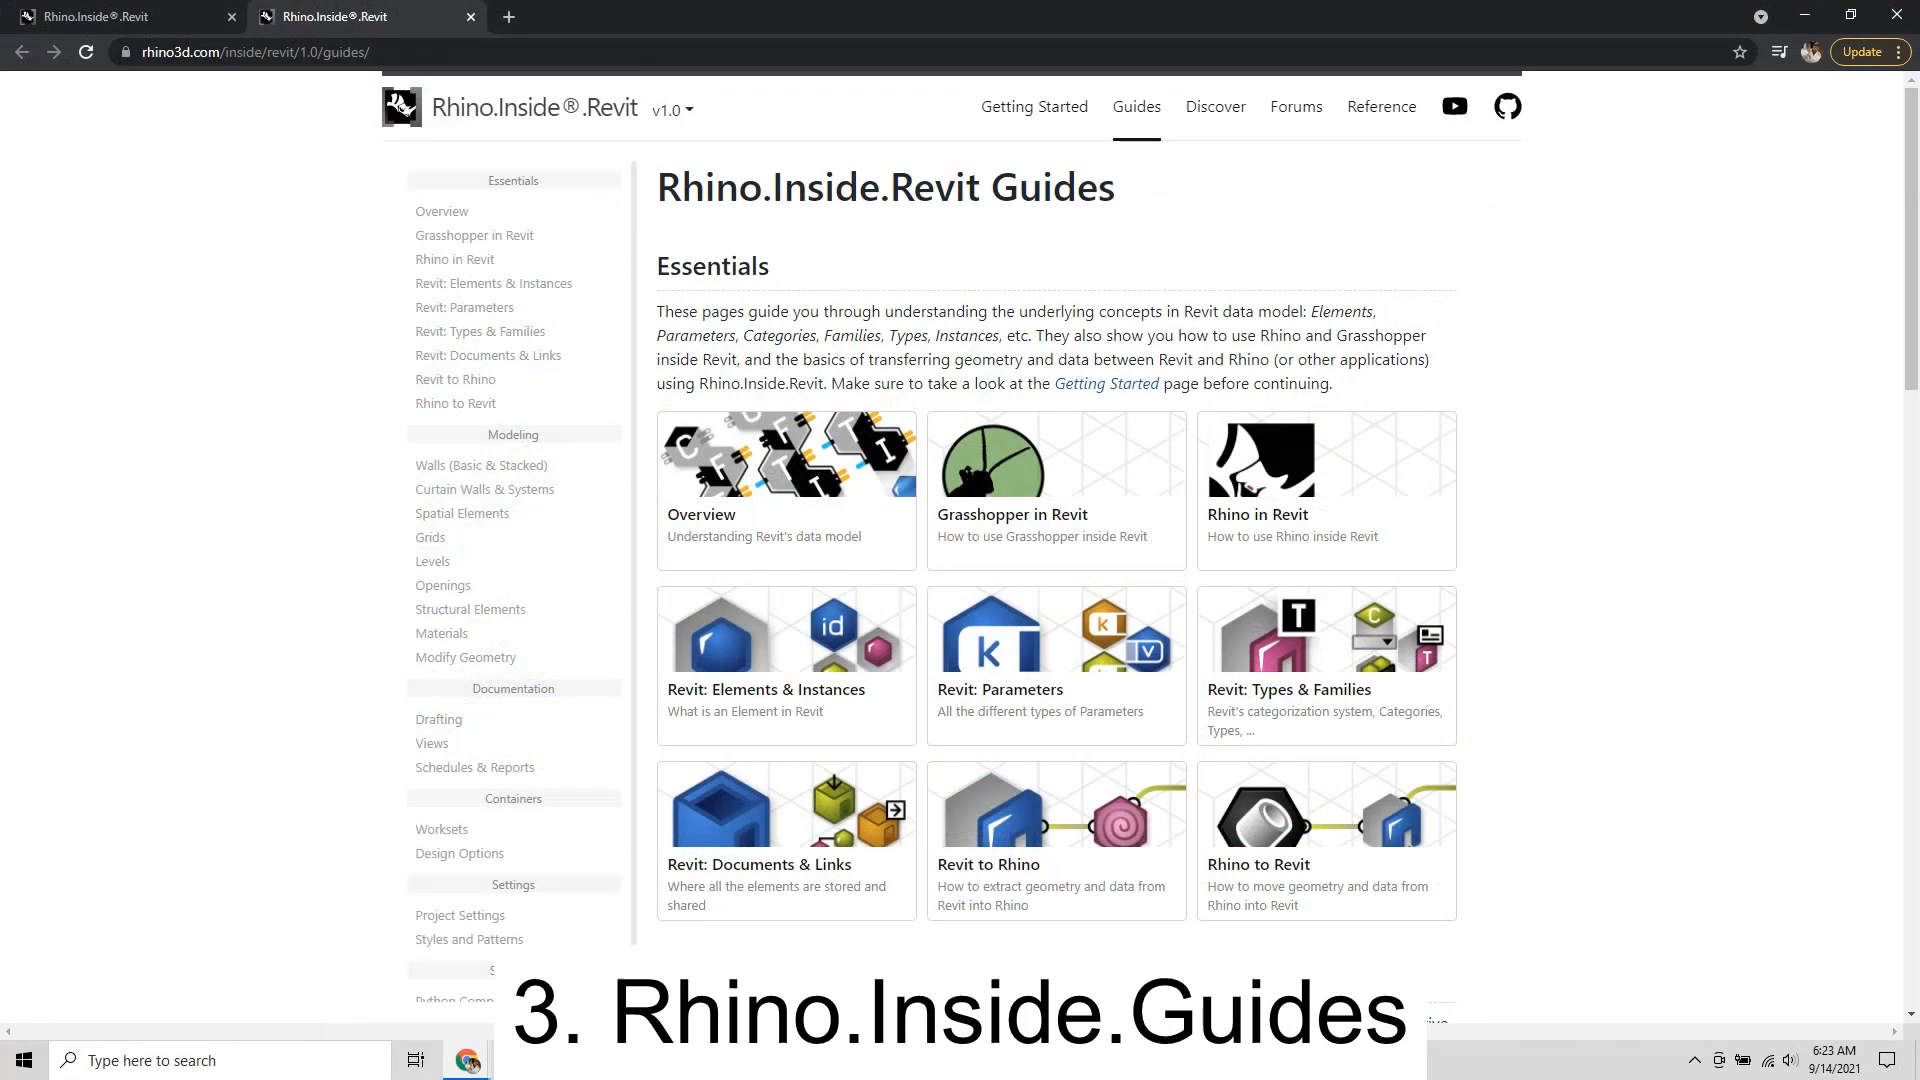 Rhino.Inside®.Revit
Rhino.Inside®.Revit
rhino3d.com/inside/revit/1.0/guides/
Update
Rhino.Inside®.Revit v1.0
Getting Started Guides Discover Forums Reference
Essentials
Overview
Grasshopper in Revit
Rhino in Revit
Revit: Elements & Instances
Revit: Parameters
Revit: Types & Families
Revit: Documents & Links
Revit to Rhino
Rhino to Revit
Modeling
Walls (Basic & Stacked)
Curtain Walls & Systems
Spatial Elements
Grids
Levels
Openings
Structural Elements
Materials
Modify Geometry
Documentation
Drafting
Views
Schedules & Reports
Containers
Worksets
Design Options
Settings
Project Settings
Styles and Patterns
Rhino.Inside.Revit Guides
Essentials
These pages guide you through understanding the underlying concepts in Revit data model: Elements,
Parameters, Categories, Families, Types, Instances, etc. They also show you how to use Rhino and Grasshopper
inside Revit, and the basics of transferring geometry and data between Revit and Rhino (or other applications)
using Rhino.Inside.Revit. Make sure to take a look at the Getting Started page before continuing.
Overview
Understanding Revit's data model
Grasshopper in Revit
How to use Grasshopper inside Revit
Rhino in Revit
How to use Rhino inside Revit
Revit: Elements & Instances
What is an Element in Revit
Revit: Parameters
All the different types of Parameters
Revit: Types & Families
Revit's categorization system, Categories,
Types, ...
Revit: Documents & Links
Where all the elements are stored and
shared
Revit to Rhino
How to extract geometry and data from
Revit into Rhino
Rhino to Revit
How to move geometry and data from
Rhino into Revit
3. Rhino.Inside.Guides
Type here to search
6:23 AM
9/14/2021